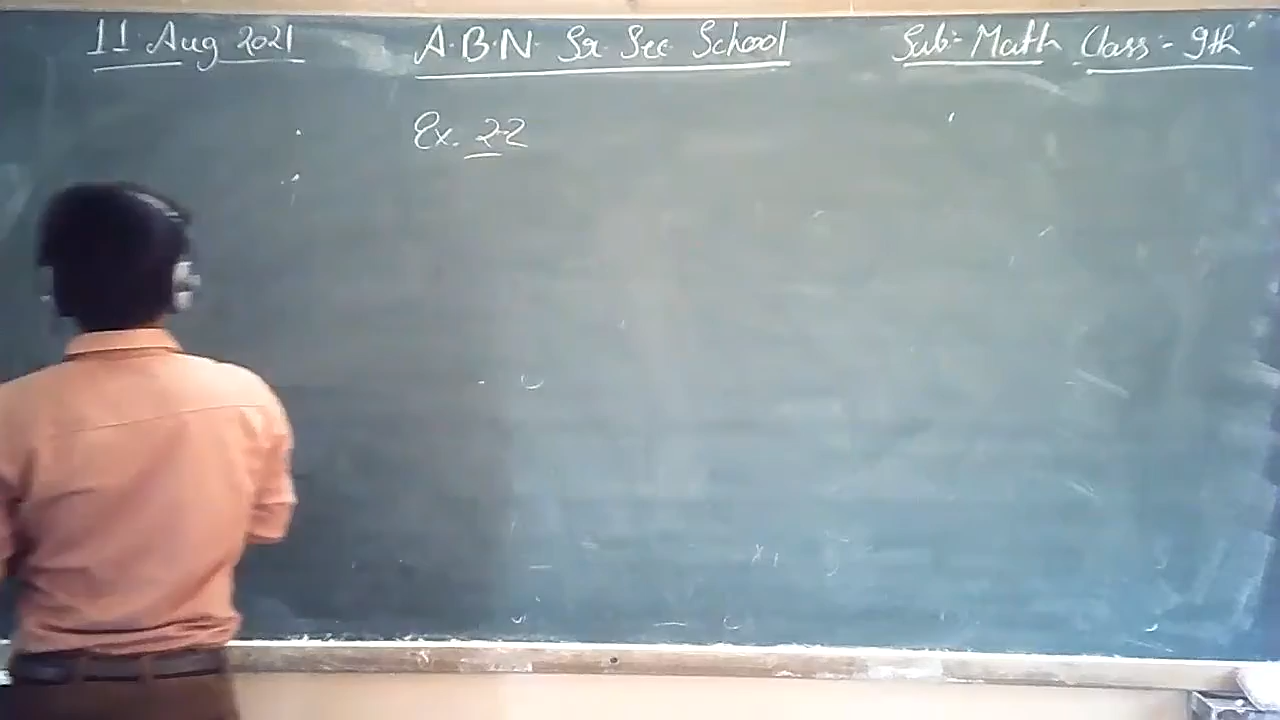 11 Aug 2021 A.B.N. Sr Sec School Sub:- Math Class:- 9th
Ex. 2.2